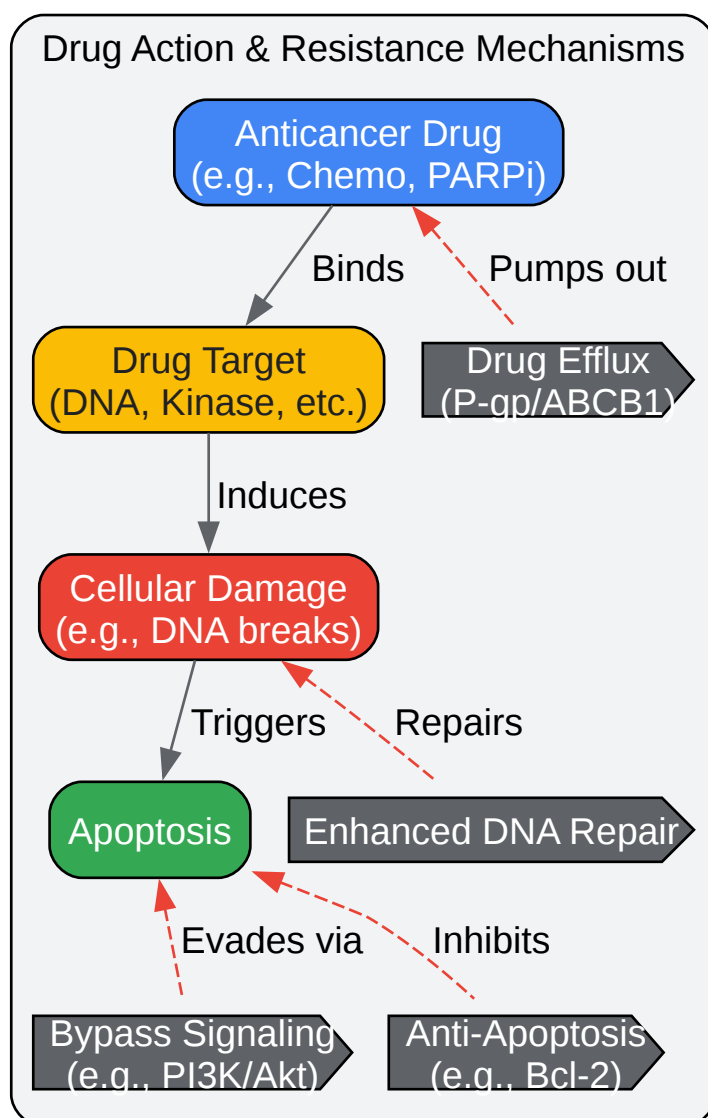 Drug Action & Resistance Mechanisms
Anticancer Drug
(e.g., Chemo, PARPi)
Binds
Pumps out
Drug Target
(DNA, Kinase, etc.)
Drug Efflux
(P-gp/ABCB1)
Induces
Cellular Damage
(e.g., DNA breaks)
Triggers
Repairs
Apoptosis
Enhanced DNA Repair
Evades via
Inhibits
Bypass Signaling
(e.g., PI3K/Akt)
Anti-Apoptosis
(e.g., Bcl-2)